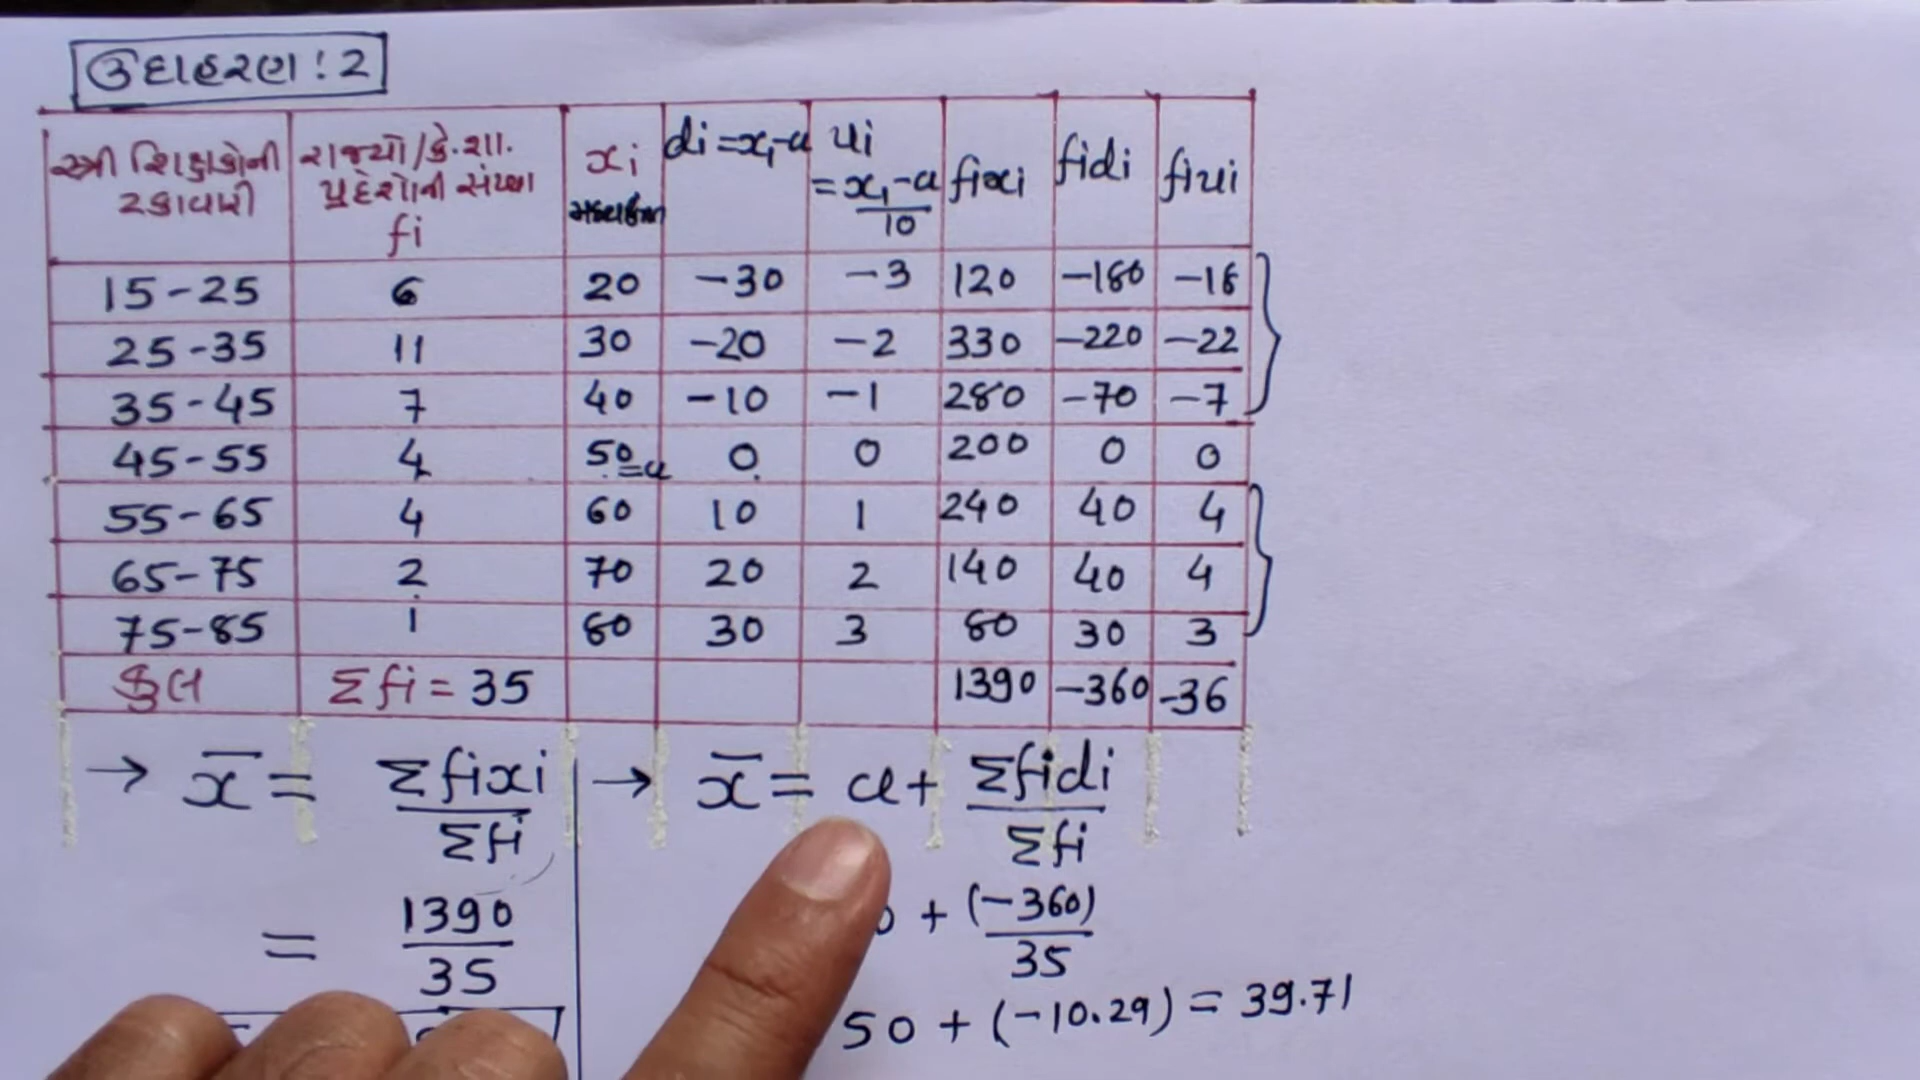 ઉદાહરણ : 2
સ્ત્રી શિક્ષકોની ટકાવારી | રાજ્યો/કે.શા. પ્રદેશોની સંખ્યા fi | xi | di = xi-a | ui = xi-a/10 | fixi | fidi | fiui
15-25 | 6 | 20 | -30 | -3 | 120 | -180 | -18
25-35 | 11 | 30 | -20 | -2 | 330 | -220 | -22
35-45 | 7 | 40 | -10 | -1 | 280 | -70 | -7
45-55 | 4 | 50=a | 0 | 0 | 200 | 0 | 0
55-65 | 4 | 60 | 10 | 1 | 240 | 40 | 4
65-75 | 2 | 70 | 20 | 2 | 140 | 40 | 4
75-85 | 1 | 80 | 30 | 3 | 80 | 30 | 3
કુલ | Σfi = 35 | 1390 | -360 | -36
→ x̄ = Σfixi/Σfi
= 1390/35
→ x̄ = a + Σfidi/Σfi
+ (-360)/35
50 + (-10.29) = 39.71